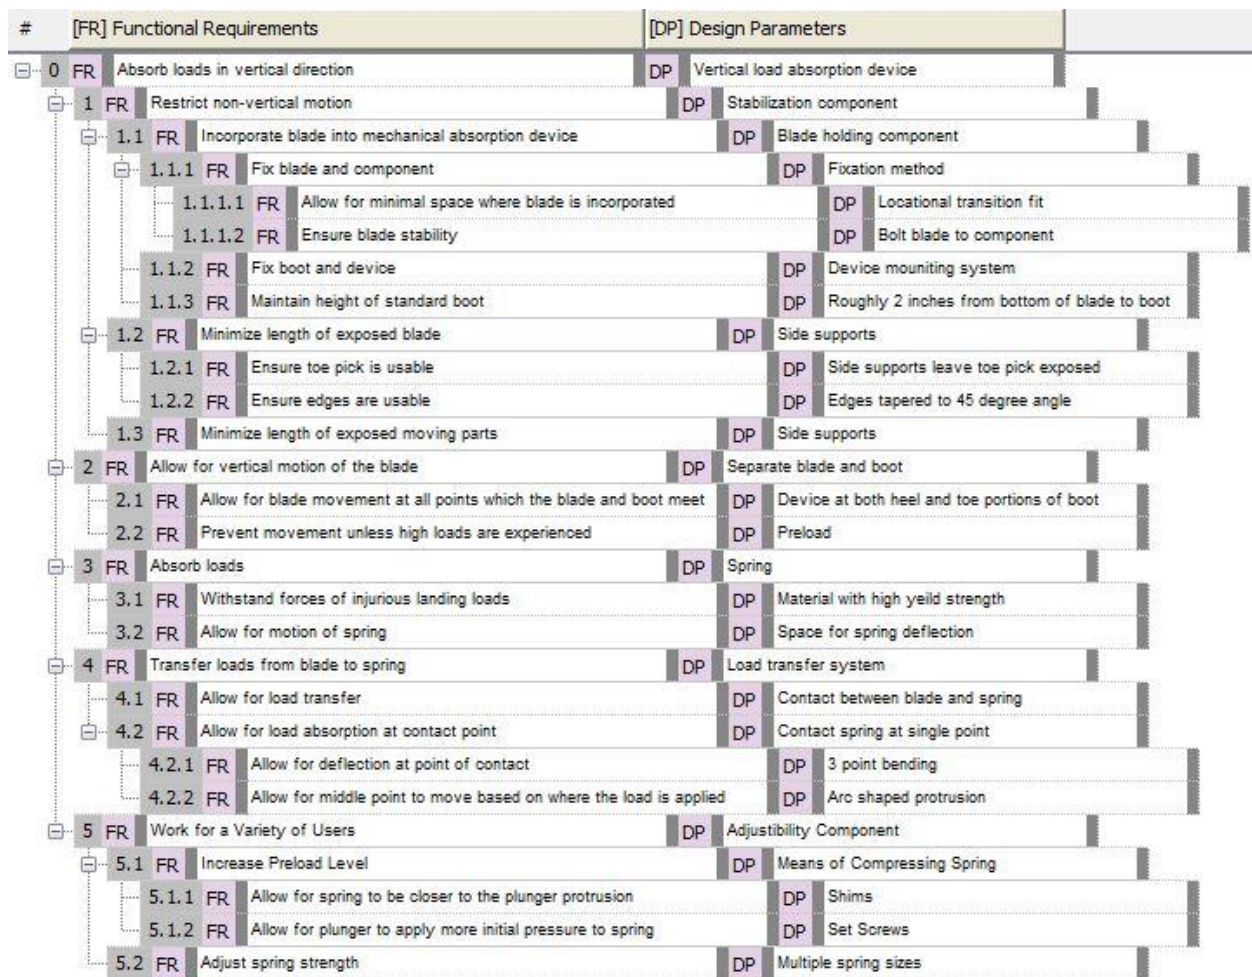 # [FR] Functional Requirements [DP] Design Parameters
0 FR Absorb loads in vertical direction DP Vertical load absorption device
1 FR Restrict non-vertical motion DP Stabilization component
1.1 FR Incorporate blade into mechanical absorption device DP Blade holding component
1.1.1 FR Fix blade and component DP Fixation method
1.1.1.1 FR Allow for minimal space where blade is incorporated DP Locational transition fit
1.1.1.2 FR Ensure blade stability DP Bolt blade to component
1.1.2 FR Fix boot and device DP Device mouniting system
1.1.3 FR Maintain height of standard boot DP Roughly 2 inches from bottom of blade to boot
1.2 FR Minimize length of exposed blade DP Side supports
1.2.1 FR Ensure toe pick is usable DP Side supports leave toe pick exposed
1.2.2 FR Ensure edges are usable DP Edges tapered to 45 degree angle
1.3 FR Minimize length of exposed moving parts DP Side supports
2 FR Allow for vertical motion of the blade DP Separate blade and boot
2.1 FR Allow for blade movement at all points which the blade and boot meet DP Device at both heel and toe portions of boot
2.2 FR Prevent movement unless high loads are experienced DP Preload
3 FR Absorb loads DP Spring
3.1 FR Withstand forces of injurious landing loads DP Material with high yeild strength
3.2 FR Allow for motion of spring DP Space for spring deflection
4 FR Transfer loads from blade to spring DP Load transfer system
4.1 FR Allow for load transfer DP Contact between blade and spring
4.2 FR Allow for load absorption at contact point DP Contact spring at single point
4.2.1 FR Allow for deflection at point of contact DP 3 point bending
4.2.2 FR Allow for middle point to move based on where the load is applied DP Arc shaped protrusion
5 FR Work for a Variety of Users DP Adjustibility Component
5.1 FR Increase Preload Level DP Means of Compressing Spring
5.1.1 FR Allow for spring to be closer to the plunger protrusion DP Shims
5.1.2 FR Allow for plunger to apply more initial pressure to spring DP Set Screws
5.2 FR Adjust spring strength DP Multiple spring sizes